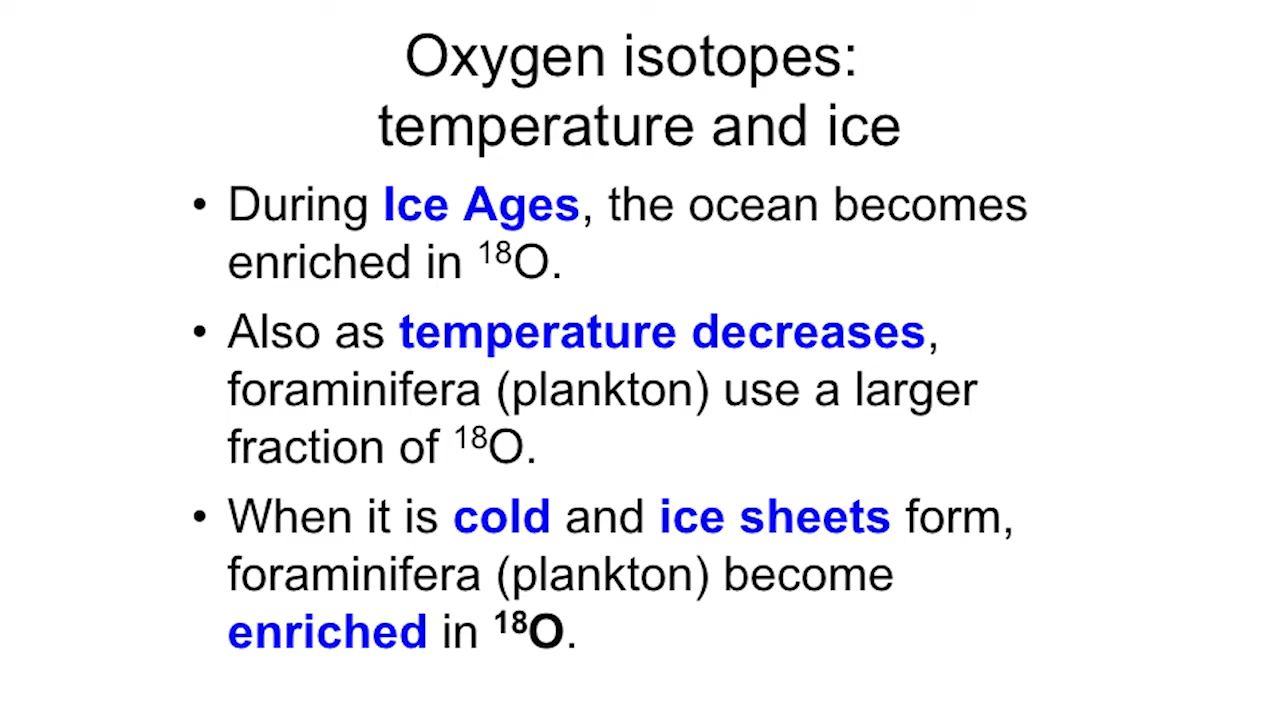 Oxygen isotopes:
temperature and ice
• During Ice Ages, the ocean becomes
enriched in ¹⁸O.
• Also as temperature decreases,
foraminifera (plankton) use a larger
fraction of ¹⁸O.
• When it is cold and ice sheets form,
foraminifera (plankton) become
enriched in ¹⁸O.